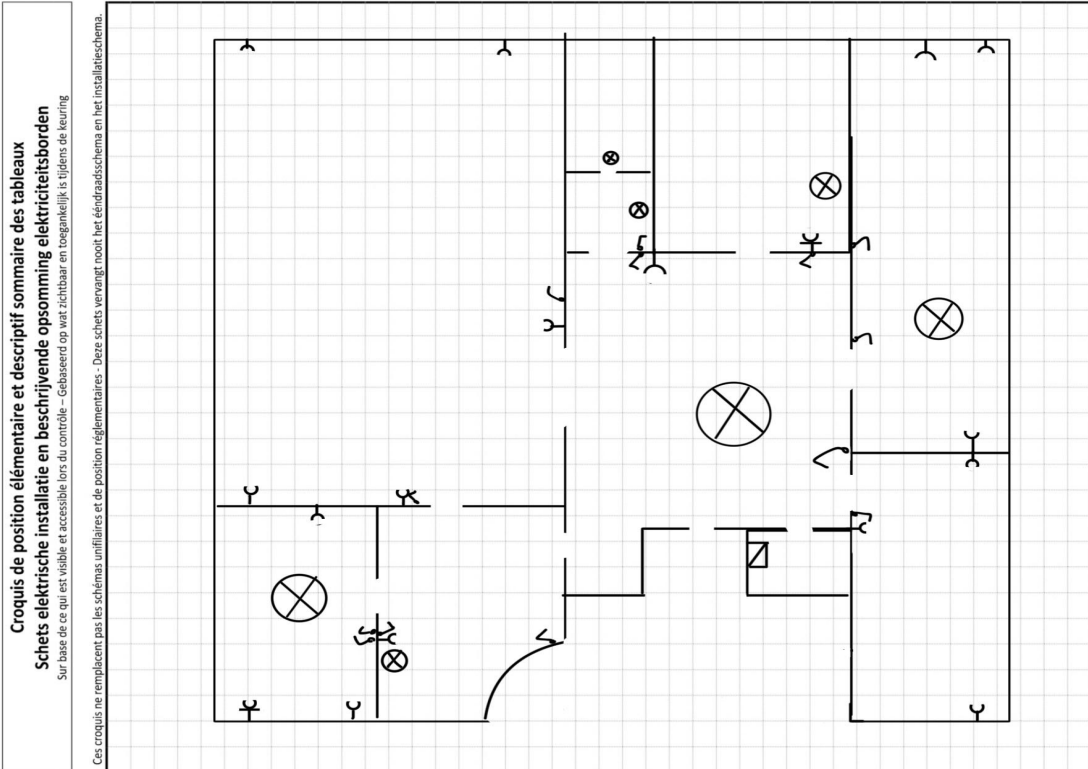 Croquis de position élémentaire et descriptif sommaire des tableaux
Schets elektrische installatie en beschrijvende opsomming elektriciteitsborden
Sur base de ce qui est visible et accessible lors du contrôle – Gebaseerd op wat zichtbaar en toegankelijk is tijdens de keuring
Ces croquis ne remplacent pas les schémas unifilaires et de position réglementaires - Deze schets vervangt nooit het ééndraadsschema en het installatieschema.